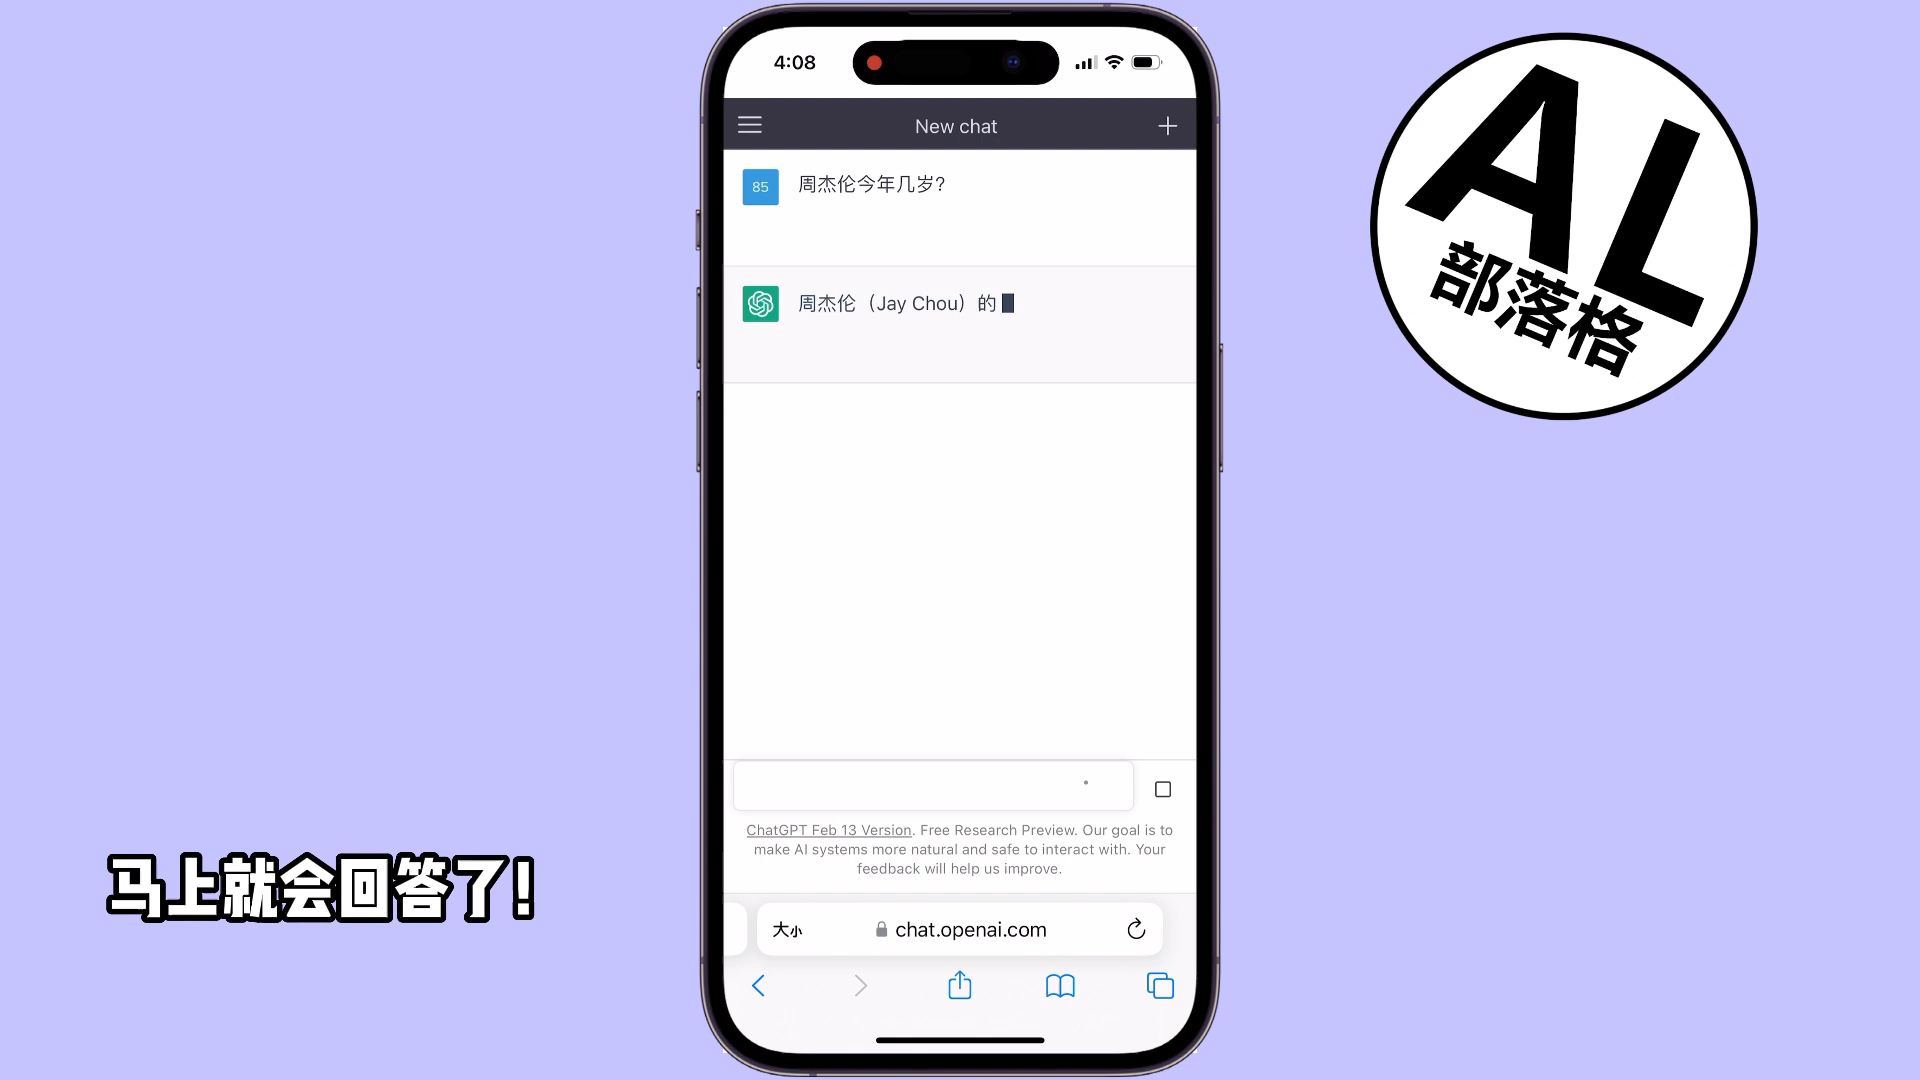 4:08
New chat
85
周杰伦今年几岁?
周杰伦（Jay Chou）的
ChatGPT Feb 13 Version. Free Research Preview. Our goal is to
make AI systems more natural and safe to interact with. Your
feedback will help us improve.
大小
chat.openai.com
AL
部落格
马上就会回答了!